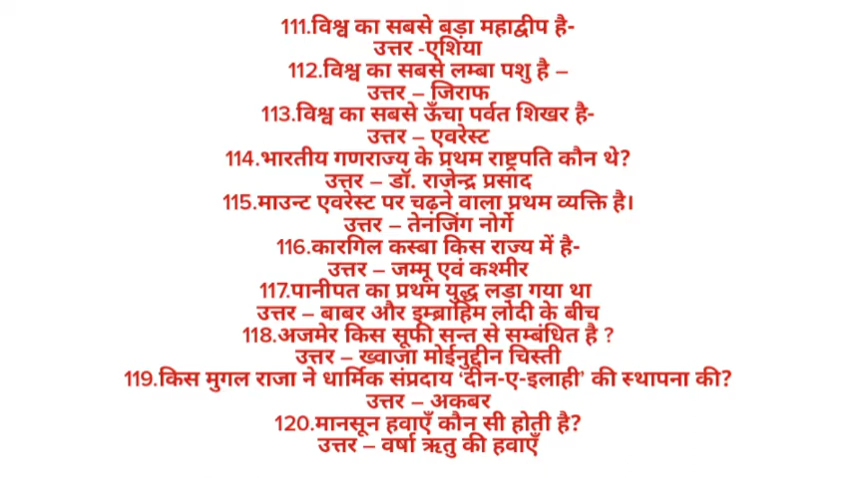 111.विश्व का सबसे बड़ा महाद्वीप है-
उत्तर -एशिया
112.विश्व का सबसे लम्बा पशु है –
उत्तर – जिराफ
113.विश्व का सबसे ऊँचा पर्वत शिखर है-
उत्तर – एवरेस्ट
114.भारतीय गणराज्य के प्रथम राष्ट्रपति कौन थे?
उत्तर – डॉ. राजेन्द्र प्रसाद
115.माउन्ट एवरेस्ट पर चढ़ने वाला प्रथम व्यक्ति है।
उत्तर – तेनजिंग नोर्गे
116.कारगिल कस्बा किस राज्य में है-
उत्तर – जम्मू एवं कश्मीर
117.पानीपत का प्रथम युद्ध लड़ा गया था
उत्तर – बाबर और इम्ब्राहिम लोदी के बीच
118.अजमेर किस सूफी सन्त से सम्बंधित है ?
उत्तर – ख्वाजा मोईनुद्दीन चिस्ती
119.किस मुगल राजा ने धार्मिक संप्रदाय ‘दीन-ए-इलाही’ की स्थापना की?
उत्तर – अकबर
120.मानसून हवाएँ कौन सी होती है?
उत्तर – वर्षा ऋतु की हवाएँ